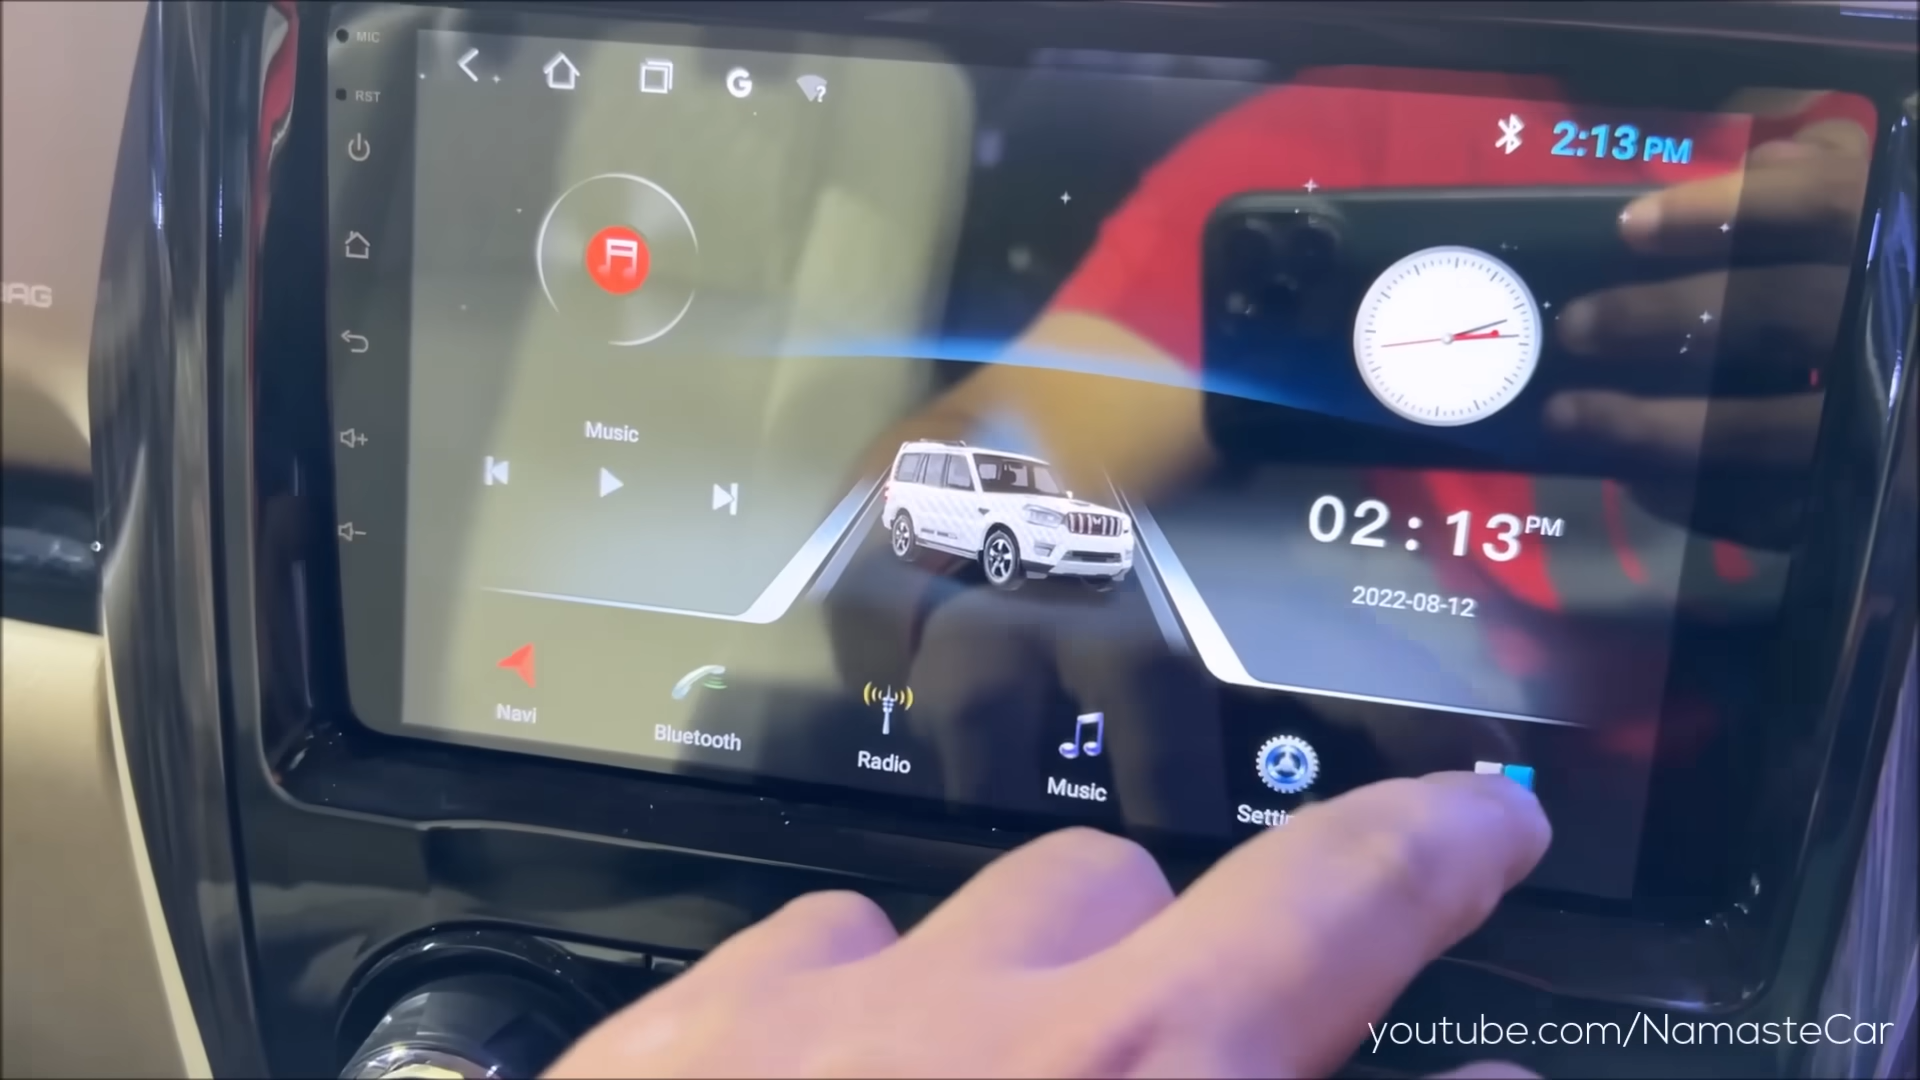 MIC
RST
G
?
2:13 PM
Music
02:13 PM
2022-08-12
Navi
Bluetooth
Radio
Music
youtube.com/NamasteCar